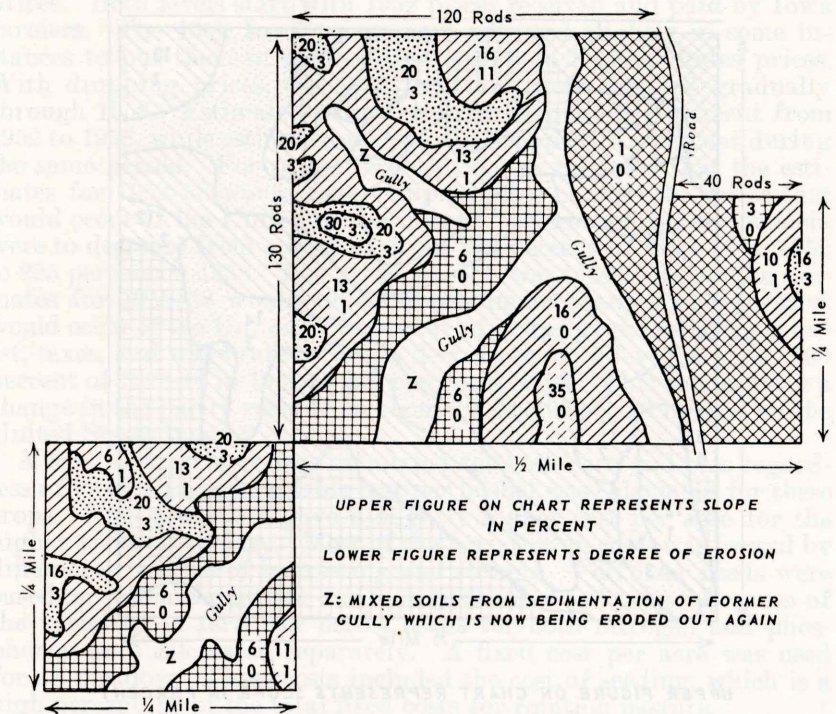 120 Rods
20
3
20
3
16
11
1
0
Road
20
3
Z
Gully
13
1
40 Rods
130 Rods
30
3
20
3
3
0
10
1
16
3
13
1
6
0
Gully
20
3
Gully
16
0
¼ Mile
Z
6
0
35
0
½ Mile
6
1
13
20
3
20
3
¼ Mile
16
3
6
0
Gully
Z
6
11
1
¼ Mile
UPPER FIGURE ON CHART REPRESENTS SLOPE
IN PERCENT
LOWER FIGURE REPRESENTS DEGREE OF EROSION
Z: MIXED SOILS FROM SEDIMENTATION OF FORMER
GULLY WHICH IS NOW BEING ERODED OUT AGAIN